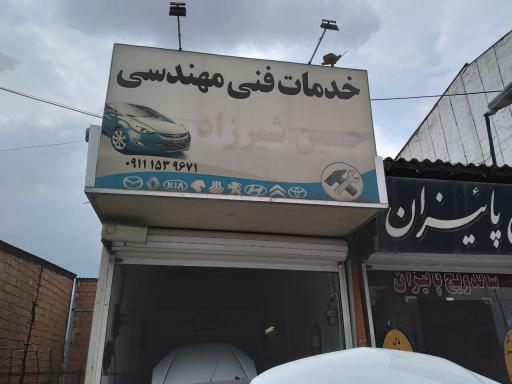 خدمات فنی مهندسی
حسین شیرزاد
۰۹۱۱ ۱۵۳ ۹۶۷۱
KIA
پائیزان
ساندویچ پائیزان